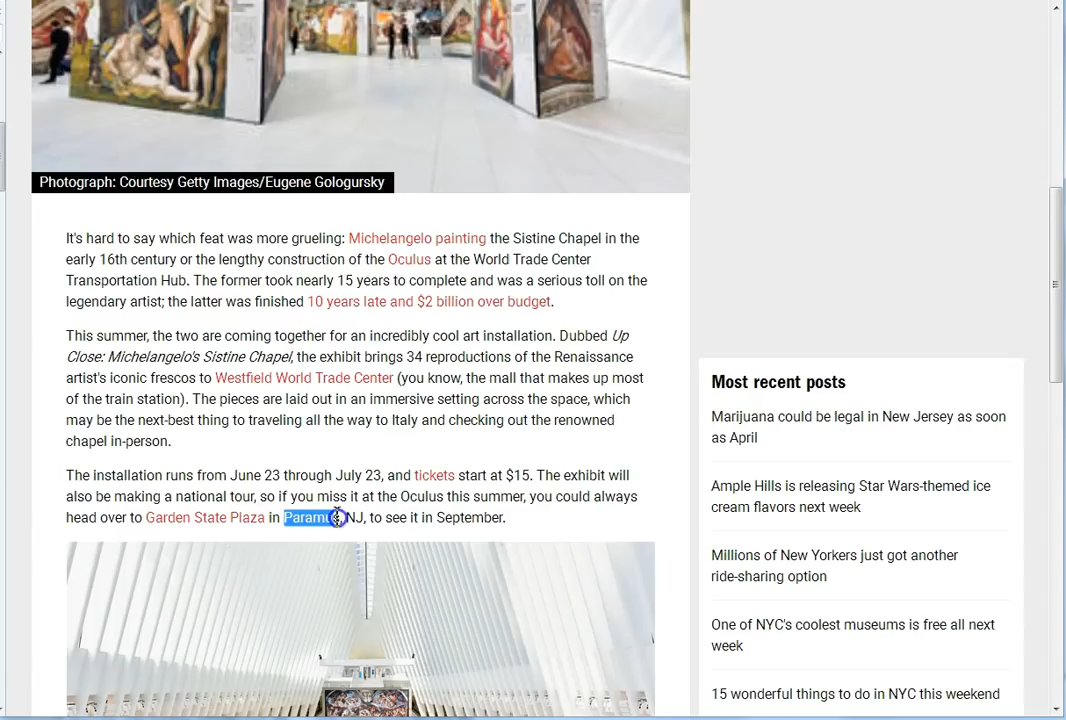 Photograph: Courtesy Getty Images/Eugene Gologursky
It's hard to say which feat was more grueling: Michelangelo painting the Sistine Chapel in the
early 16th century or the lengthy construction of the Oculus at the World Trade Center
Transportation Hub. The former took nearly 15 years to complete and was a serious toll on the
legendary artist; the latter was finished 10 years late and $2 billion over budget.
This summer, the two are coming together for an incredibly cool art installation. Dubbed Up
Close: Michelangelo's Sistine Chapel, the exhibit brings 34 reproductions of the Renaissance
artist's iconic frescos to Westfield World Trade Center (you know, the mall that makes up most
of the train station). The pieces are laid out in an immersive setting across the space, which
may be the next-best thing to traveling all the way to Italy and checking out the renowned
chapel in-person.
The installation runs from June 23 through July 23, and tickets start at $15. The exhibit will
also be making a national tour, so if you miss it at the Oculus this summer, you could always
head over to Garden State Plaza in Paramus, NJ, to see it in September.
Most recent posts
Marijuana could be legal in New Jersey as soon
as April
Ample Hills is releasing Star Wars-themed ice
cream flavors next week
Millions of New Yorkers just got another
ride-sharing option
One of NYC's coolest museums is free all next
week
15 wonderful things to do in NYC this weekend